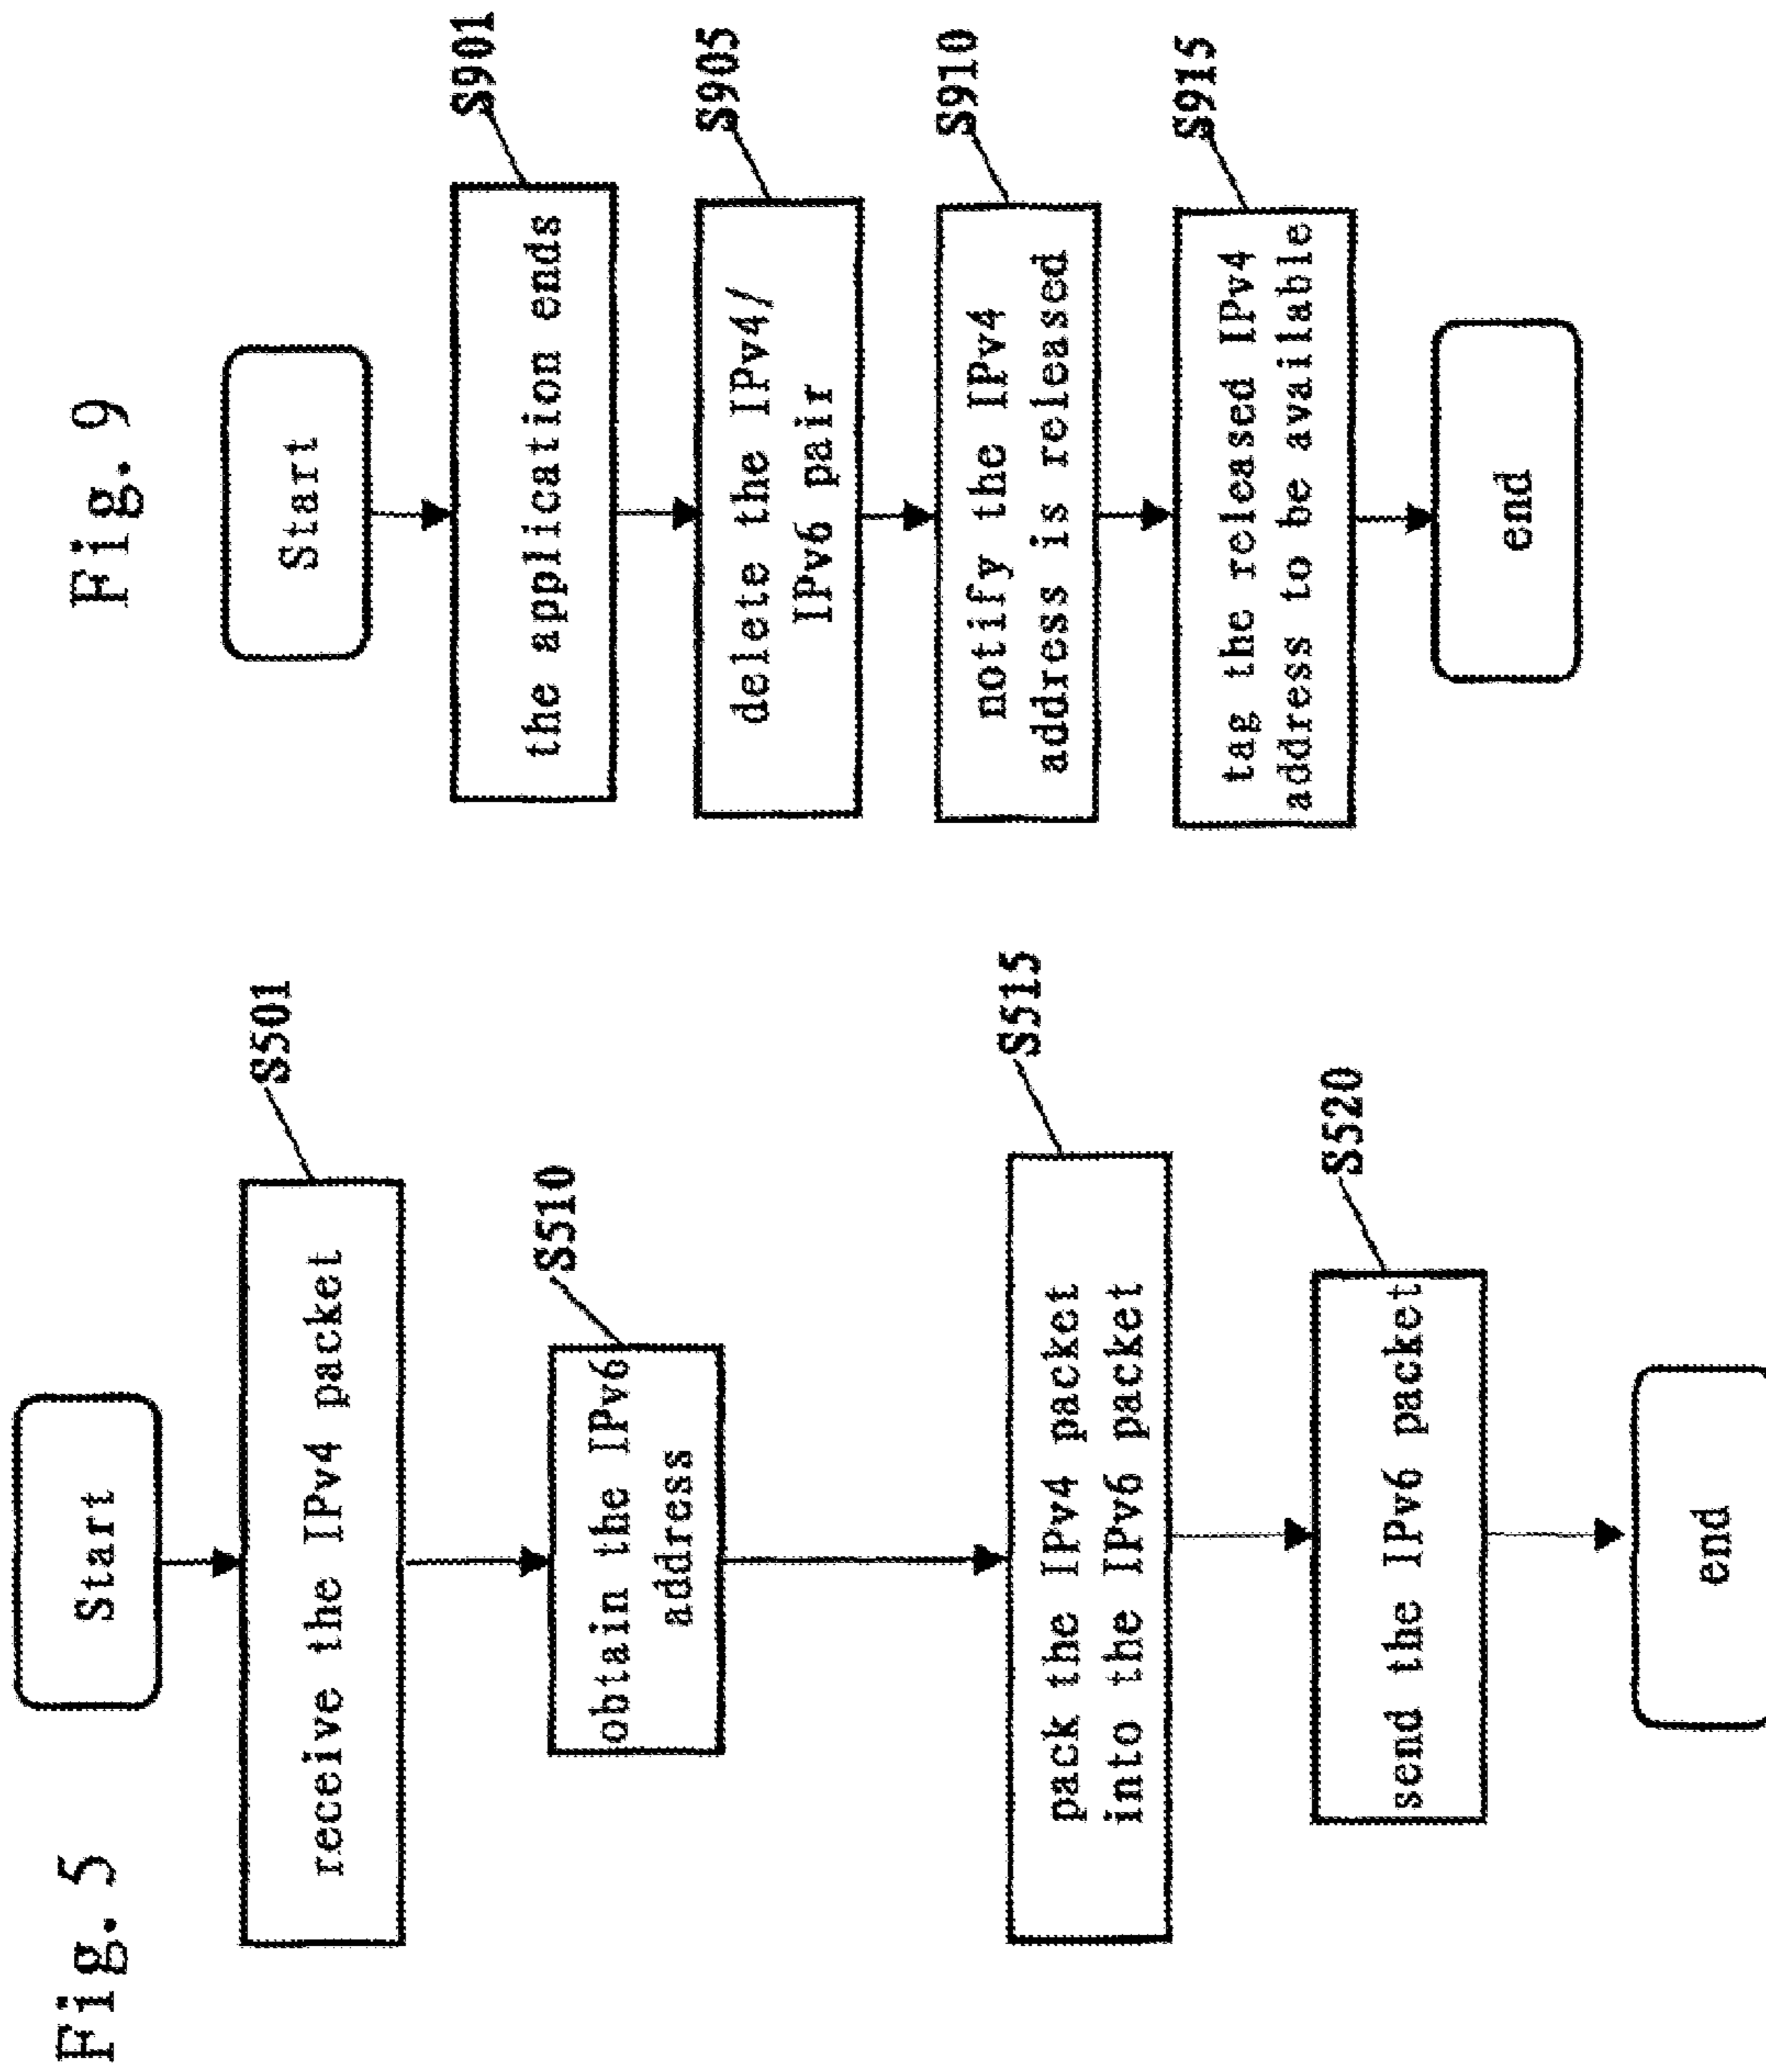 Fig. 5
Start
receive the IPv4 packet
S501
obtain the IPv6
address
S510
pack the IPv4 packet
into the IPv6 packet
S515
send the IPv6 packet
S520
end
Fig. 9
Start
the application ends
S901
delete the IPv4/
IPv6 pair
S905
notify the IPv4
address is released
S910
tag the released IPv4
address to be available
S915
end